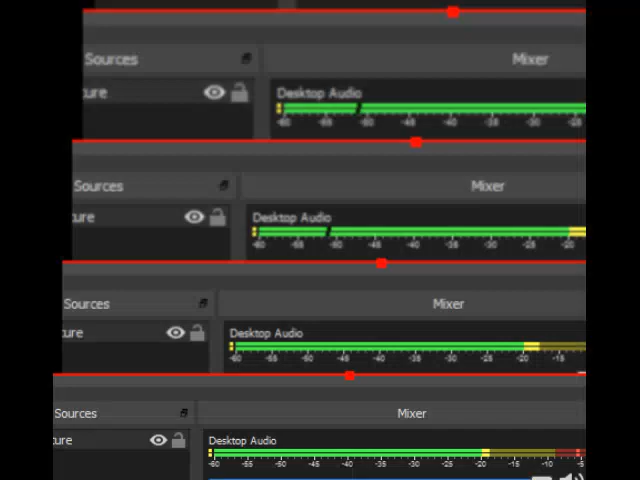 Sources Mixer
ture Desktop Audio
-60 -55 -50 -45 -40 -35 -30 -25
Sources Mixer
ture Desktop Audio
-60 -55 -50 -45 -40 -35 -30 -25 -20
Sources Mixer
ture Desktop Audio
-60 -55 -50 -45 -40 -35 -30 -25 -20 -15
Sources Mixer
ture Desktop Audio
-60 -55 -50 -45 -40 -35 -30 -25 -20 -15 -10 -5